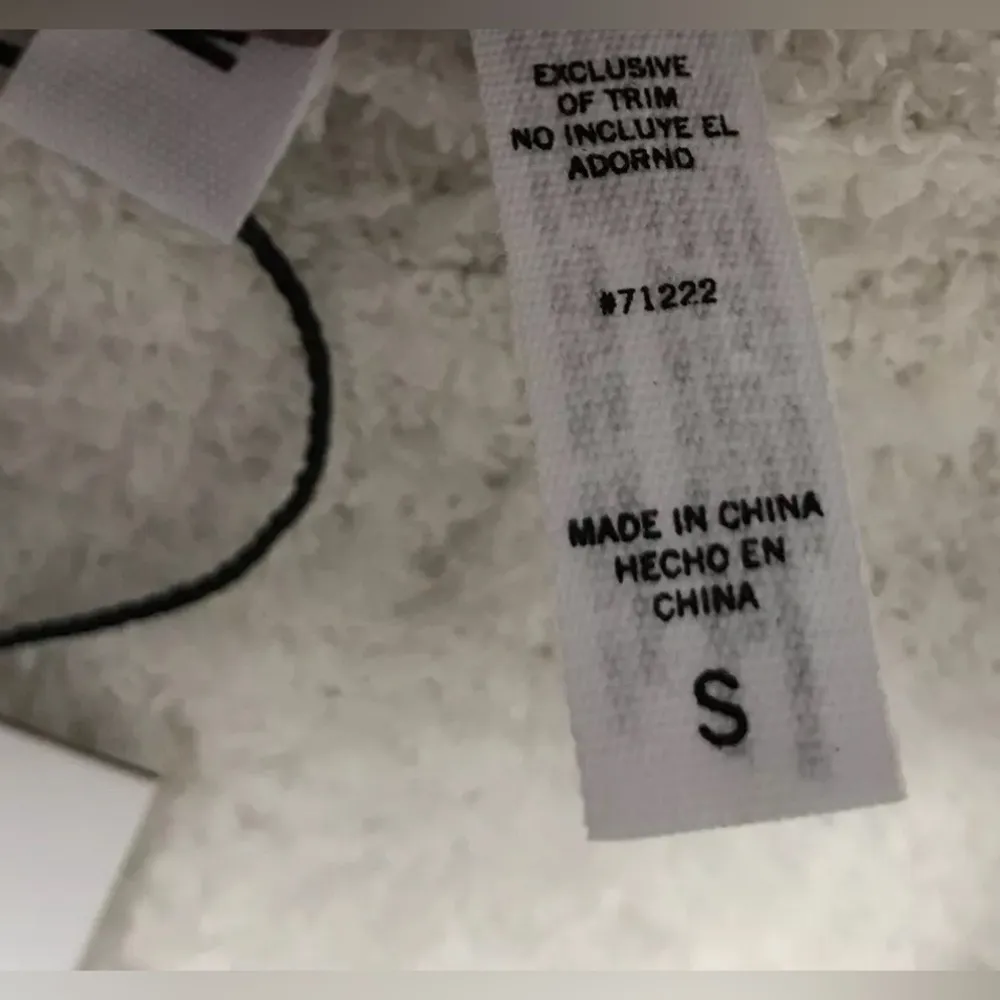 EXCLUSIVE
OF TRIM
NO INCLUYE EL
ADORNO
#71222
MADE IN CHINA
HECHO EN
CHINA
S